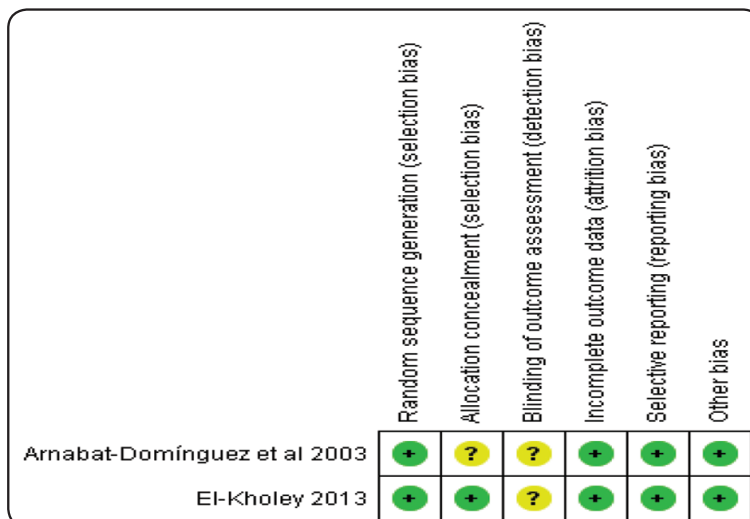 Random sequence generation (selection bias)
Allocation concealment (selection bias)
Blinding of outcome assessment (detection bias)
Incomplete outcome data (attrition bias)
Selective reporting (reporting bias)
Other bias
Arnabat-Domínguez et al 2003 + ? ? + + +
El-Kholey 2013 + + ? + + +